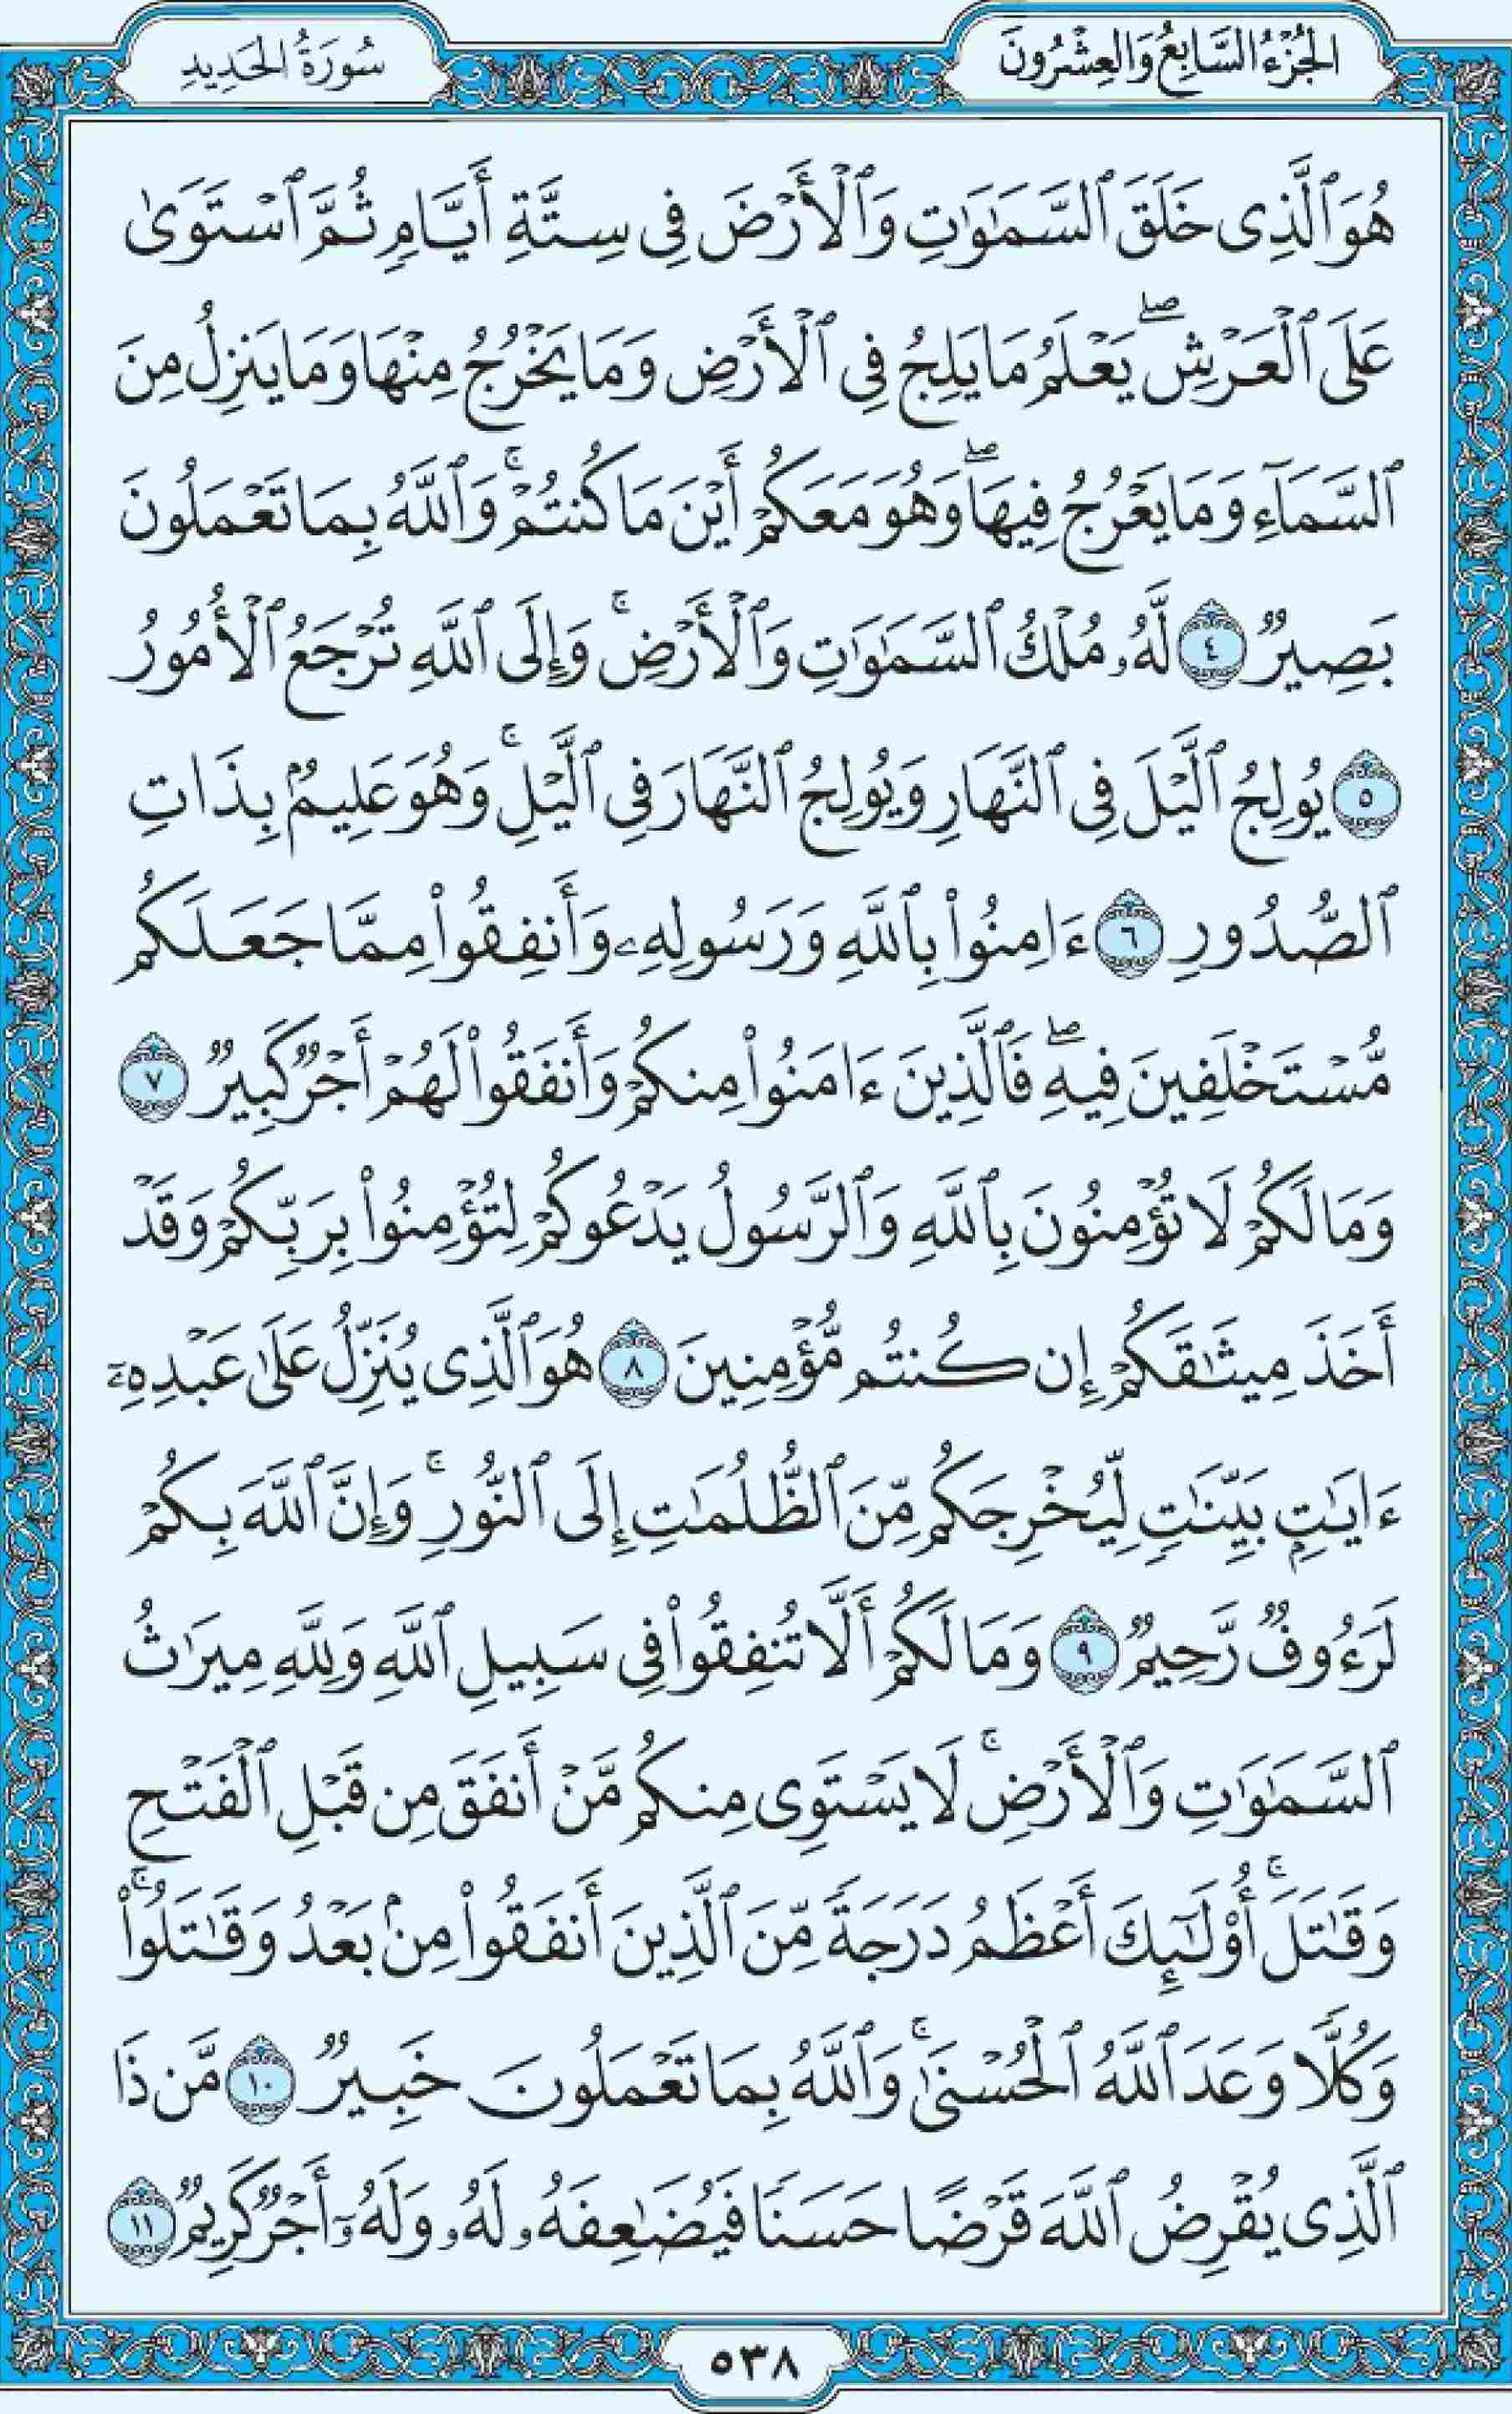 الجُزْءُ السَّابِعُ وَالعِشْرُونَ
سُورَةُ الحَدِيدِ
هُوَ ٱلَّذِى خَلَقَ ٱلسَّمَٰوَٰتِ وَٱلْأَرْضَ فِى سِتَّةِ أَيَّامٍ ثُمَّ ٱسْتَوَىٰ
عَلَى ٱلْعَرْشِ ۖ يَعْلَمُ مَا يَلِجُ فِى ٱلْأَرْضِ وَمَا يَخْرُجُ مِنْهَا وَمَا يَنزِلُ مِنَ
ٱلسَّمَآءِ وَمَا يَعْرُجُ فِيهَا ۖ وَهُوَ مَعَكُمْ أَيْنَ مَا كُنتُمْ ۚ وَٱللَّهُ بِمَا تَعْمَلُونَ
بَصِيرٌ ٤ لَّهُۥ مُلْكُ ٱلسَّمَٰوَٰتِ وَٱلْأَرْضِ ۚ وَإِلَى ٱللَّهِ تُرْجَعُ ٱلْأُمُورُ
٥ يُولِجُ ٱلَّيْلَ فِى ٱلنَّهَارِ وَيُولِجُ ٱلنَّهَارَ فِى ٱلَّيْلِ ۚ وَهُوَ عَلِيمٌۢ بِذَاتِ
ٱلصُّدُورِ ٦ ءَامِنُوا۟ بِٱللَّهِ وَرَسُولِهِۦ وَأَنفِقُوا۟ مِمَّا جَعَلَكُم
مُّسْتَخْلَفِينَ فِيهِ ۖ فَٱلَّذِينَ ءَامَنُوا۟ مِنكُمْ وَأَنفَقُوا۟ لَهُمْ أَجْرٌ كَبِيرٌ ٧
وَمَا لَكُمْ لَا تُؤْمِنُونَ بِٱللَّهِ وَٱلرَّسُولُ يَدْعُوكُمْ لِتُؤْمِنُوا۟ بِرَبِّكُمْ وَقَدْ
أَخَذَ مِيثَٰقَكُمْ إِن كُنتُم مُّؤْمِنِينَ ٨ هُوَ ٱلَّذِى يُنَزِّلُ عَلَىٰ عَبْدِهِۦٓ
ءَايَٰتٍۭ بَيِّنَٰتٍ لِّيُخْرِجَكُم مِّنَ ٱلظُّلُمَٰتِ إِلَى ٱلنُّورِ ۚ وَإِنَّ ٱللَّهَ بِكُمْ
لَرَءُوفٌ رَّحِيمٌ ٩ وَمَا لَكُمْ أَلَّا تُنفِقُوا۟ فِى سَبِيلِ ٱللَّهِ وَلِلَّهِ مِيرَٰثُ
ٱلسَّمَٰوَٰتِ وَٱلْأَرْضِ ۚ لَا يَسْتَوِى مِنكُم مَّنْ أَنفَقَ مِن قَبْلِ ٱلْفَتْحِ
وَقَٰتَلَ ۚ أُو۟لَٰٓئِكَ أَعْظَمُ دَرَجَةً مِّنَ ٱلَّذِينَ أَنفَقُوا۟ مِنۢ بَعْدُ وَقَٰتَلُوا۟ ۚ
وَكُلًّا وَعَدَ ٱللَّهُ ٱلْحُسْنَىٰ ۚ وَٱللَّهُ بِمَا تَعْمَلُونَ خَبِيرٌ ١٠ مَّن ذَا
ٱلَّذِى يُقْرِضُ ٱللَّهَ قَرْضًا حَسَنًا فَيُضَٰعِفَهُۥ لَهُۥ وَلَهُۥٓ أَجْرٌ كَرِيمٌ ١١
٥٣٨